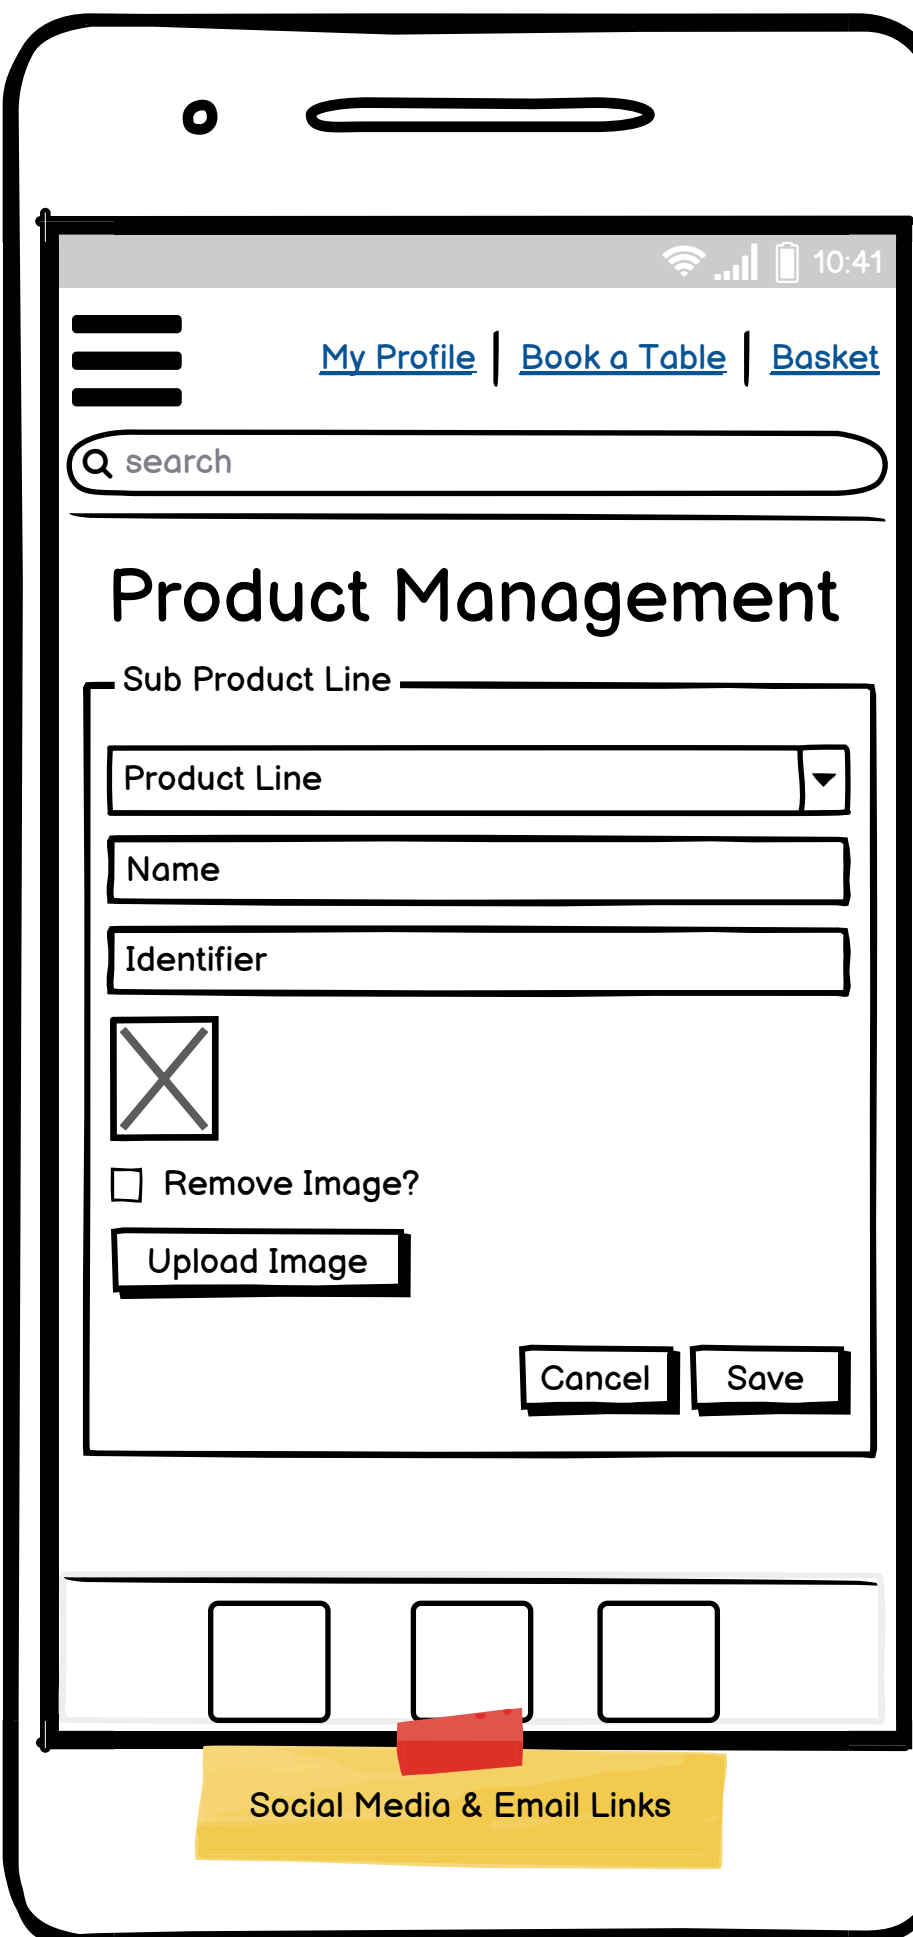 10:41
My Profile Book a Table Basket
search
Product Management
Sub Product Line
Product Line
Name
Identifier
Remove Image?
Upload Image
Cancel Save
Social Media & Email Links